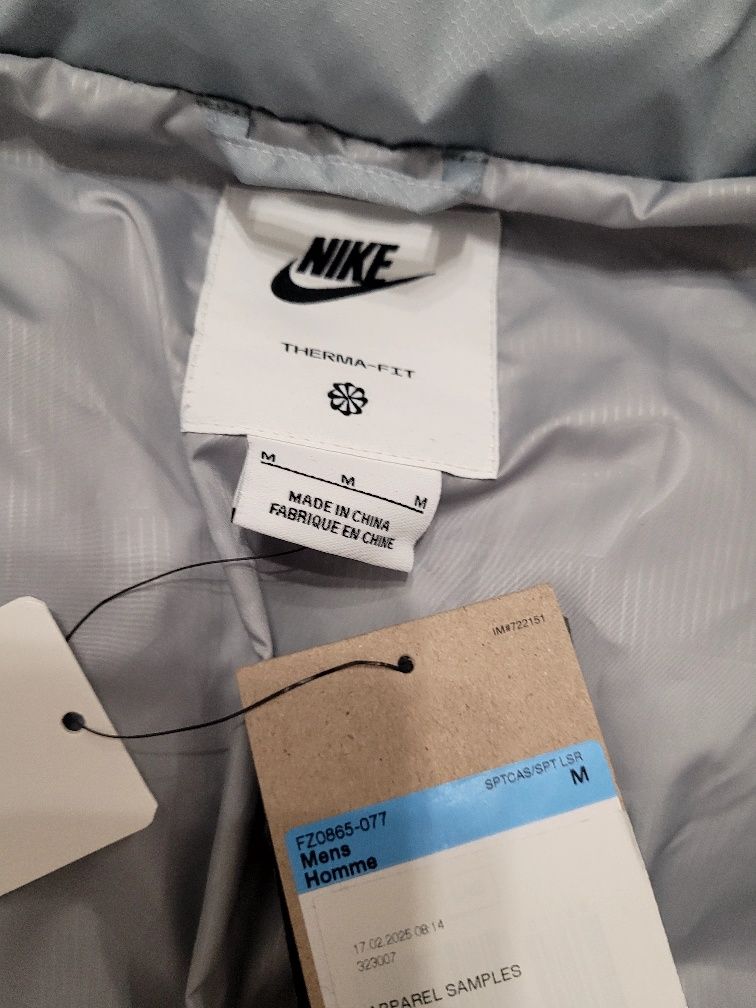 NIKE
THERMA-FIT
M
M
M
MADE IN CHINA
FABRIQUE EN CHINE
IM#722151
SPTCAS/SPT LSR
M
FZ0865-077
Mens
Homme
17.02.2025 08:14
323007
APPAREL SAMPLES